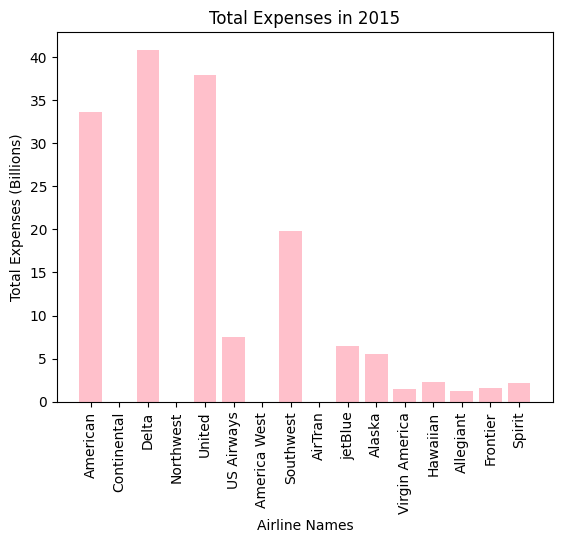 Total Expenses in 2015
Total Expenses (Billions)
40
35
30
25
20
15
10
5
0
American
Continental
Delta
Northwest
United
US Airways
America West
Southwest
AirTran
jetBlue
Alaska
Virgin America
Hawaiian
Allegiant
Frontier
Spirit
Airline Names